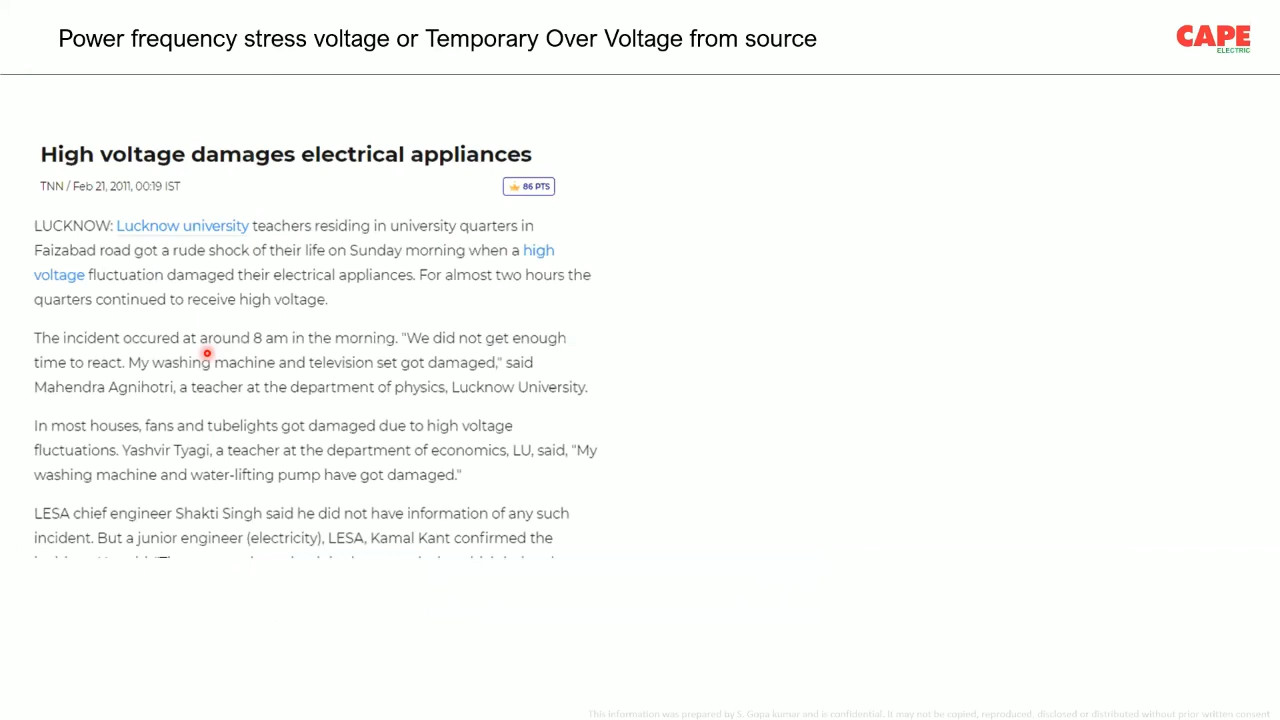 Power frequency stress voltage or Temporary Over Voltage from source
CAPE
ELECTRIC
High voltage damages electrical appliances
TNN / Feb 21, 2011, 00:19 IST
86 PTS
LUCKNOW: Lucknow university teachers residing in university quarters in
Faizabad road got a rude shock of their life on Sunday morning when a high
voltage fluctuation damaged their electrical appliances. For almost two hours the
quarters continued to receive high voltage.
The incident occured at around 8 am in the morning. "We did not get enough
time to react. My washing machine and television set got damaged," said
Mahendra Agnihotri, a teacher at the department of physics, Lucknow University.
In most houses, fans and tubelights got damaged due to high voltage
fluctuations. Yashvir Tyagi, a teacher at the department of economics, LU, said, "My
washing machine and water-lifting pump have got damaged."
LESA chief engineer Shakti Singh said he did not have information of any such
incident. But a junior engineer (electricity), LESA, Kamal Kant confirmed the
This information was prepared by S. Gopa kumar and is confidential. It may not be copied, reproduced, disclosed or distributed without prior written consent